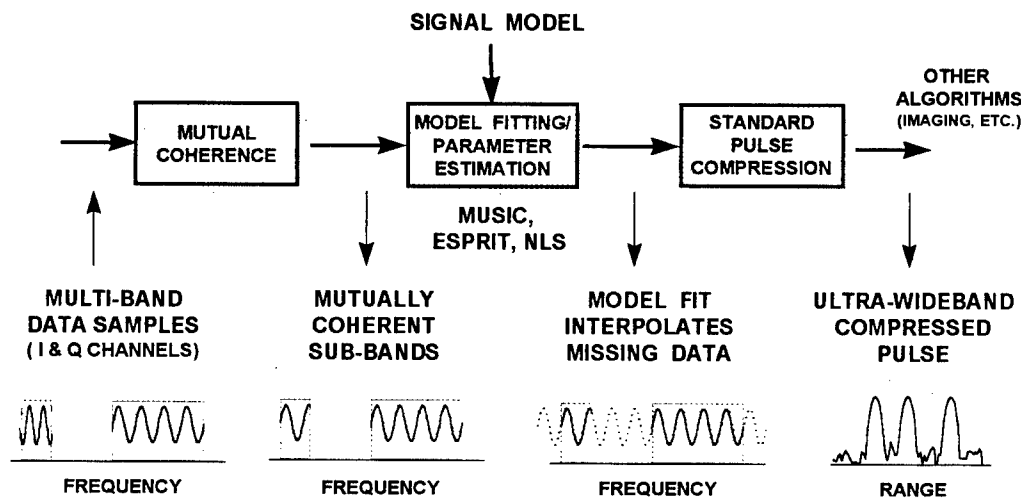 SIGNAL MODEL
OTHER
ALGORITHMS
(IMAGING, ETC.)
MUTUAL
COHERENCE
MODEL FITTING/
PARAMETER
ESTIMATION
STANDARD
PULSE
COMPRESSION
MUSIC,
ESPRIT, NLS
MULTI-BAND
DATA SAMPLES
( I & Q CHANNELS)
MUTUALLY
COHERENT
SUB-BANDS
MODEL FIT
INTERPOLATES
MISSING DATA
ULTRA-WIDEBAND
COMPRESSED
PULSE
FREQUENCY
FREQUENCY
FREQUENCY
RANGE